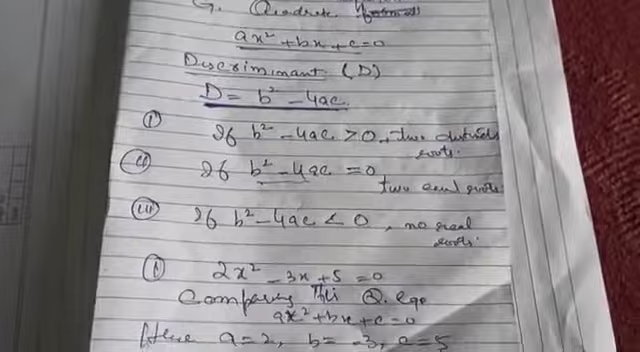 G. Quadratic
ax² + bx + c = 0
Discriminant (D)
D = b² - 4ac
(i) If b² - 4ac > 0, two distinct roots.
(ii) If b² - 4ac = 0
two real roots
(iii) If b² - 4ac < 0, no real roots.
(i) 2x² - 3x + 5 = 0
Comparing this Q. eqn
ax² + bx + c = 0
Here a = 2, b = -3, c = 5